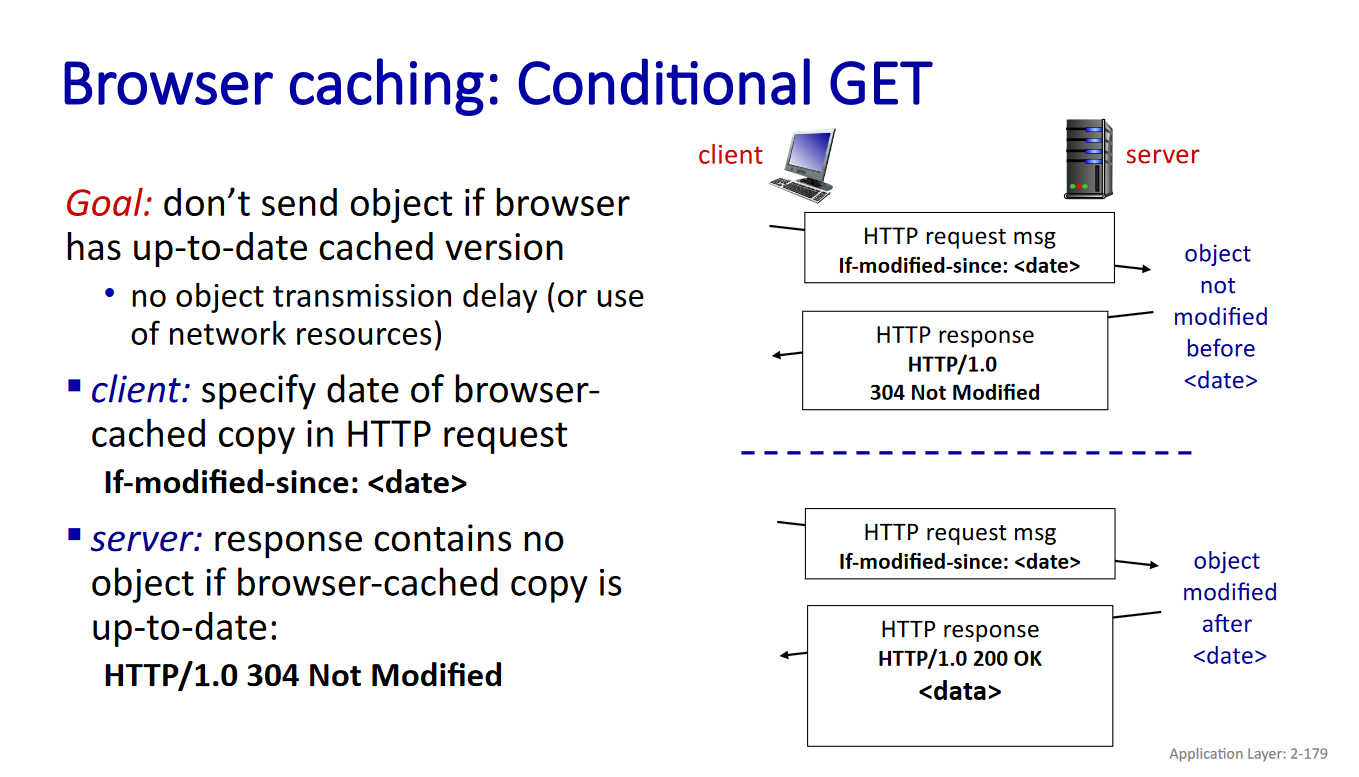 Browser caching: Conditional GET
Goal: don’t send object if browser
has up-to-date cached version
• no object transmission delay (or use
of network resources)
▪ client: specify date of browser-
cached copy in HTTP request
If-modified-since: <date>
▪ server: response contains no
object if browser-cached copy is
up-to-date:
HTTP/1.0 304 Not Modified
client
server
HTTP request msg
If-modified-since: <date>
object
not
modified
before
<date>
HTTP response
HTTP/1.0
304 Not Modified
HTTP request msg
If-modified-since: <date>
object
modified
after
<date>
HTTP response
HTTP/1.0 200 OK
<data>
Application Layer: 2-179